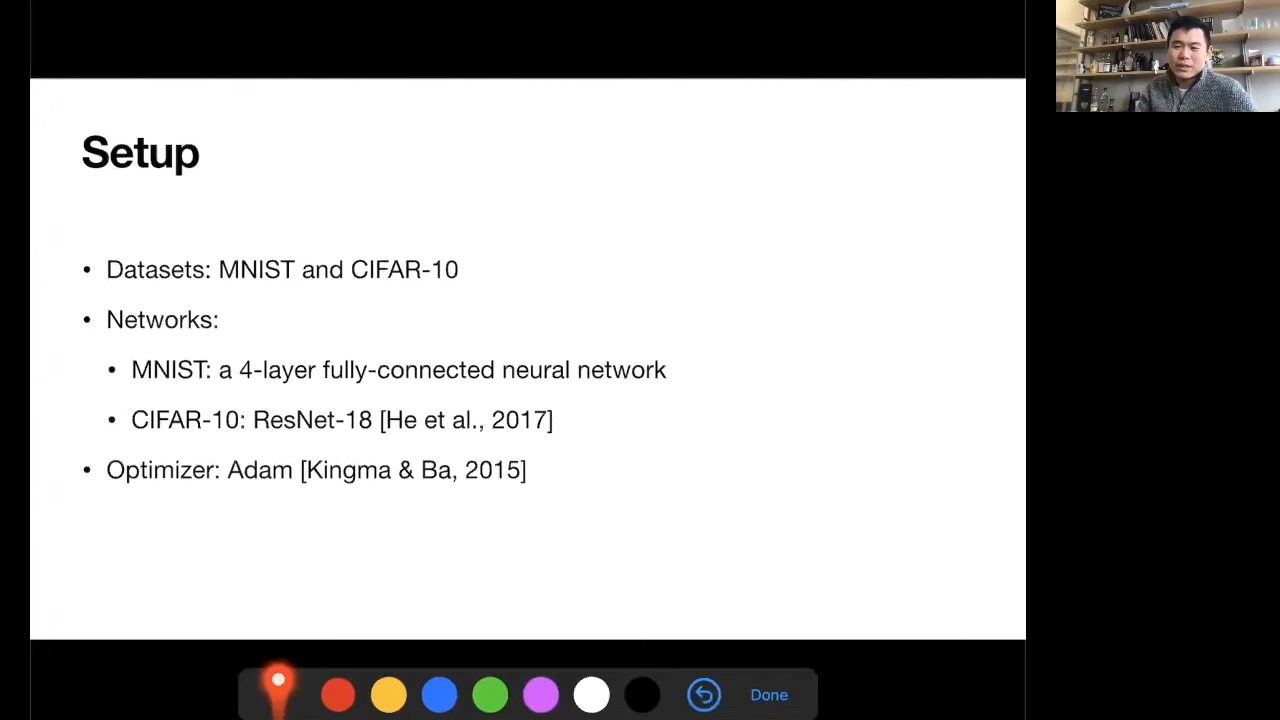 Setup
• Datasets: MNIST and CIFAR-10
• Networks:
• MNIST: a 4-layer fully-connected neural network
• CIFAR-10: ResNet-18 [He et al., 2017]
• Optimizer: Adam [Kingma & Ba, 2015]
Done